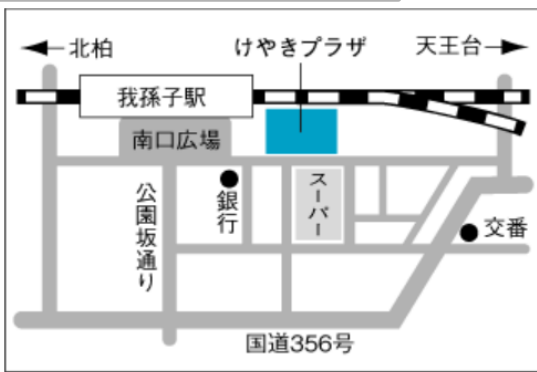 北柏
けやきプラザ
天王台
我孫子駅
南口広場
公園坂通り
銀行
スーパー
交番
国道356号